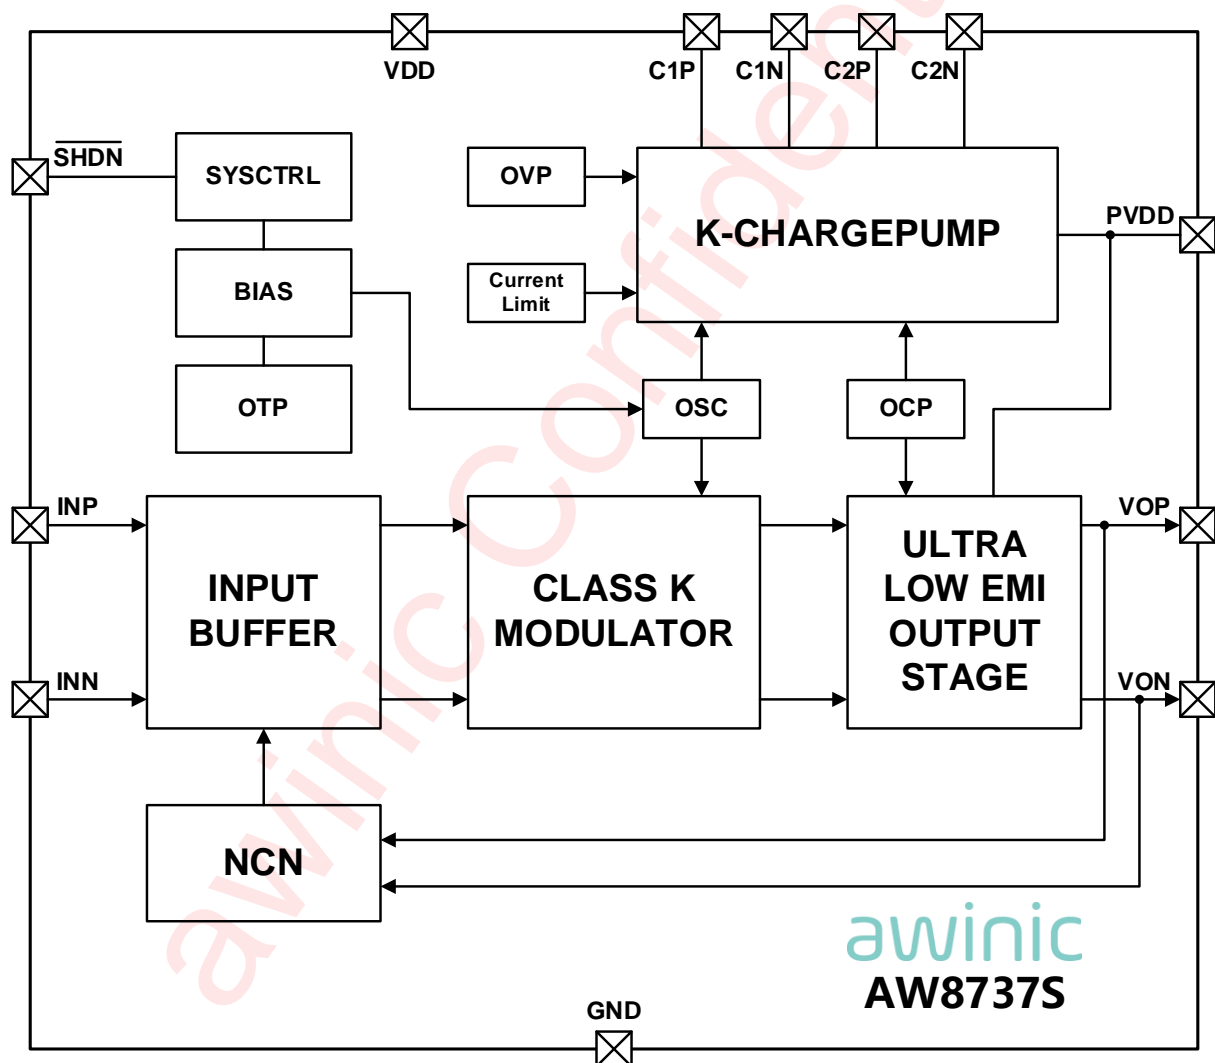 VDD
C1P
C1N
C2P
C2N
SHDN
SYSCTRL
OVP
K-CHARGEPUMP
PVDD
BIAS
Current
Limit
OTP
OSC
OCP
INP
INPUT
BUFFER
INN
CLASS K
MODULATOR
ULTRA
LOW EMI
OUTPUT
STAGE
VOP
VON
NCN
awinic
AW8737S
GND
awinic Confident